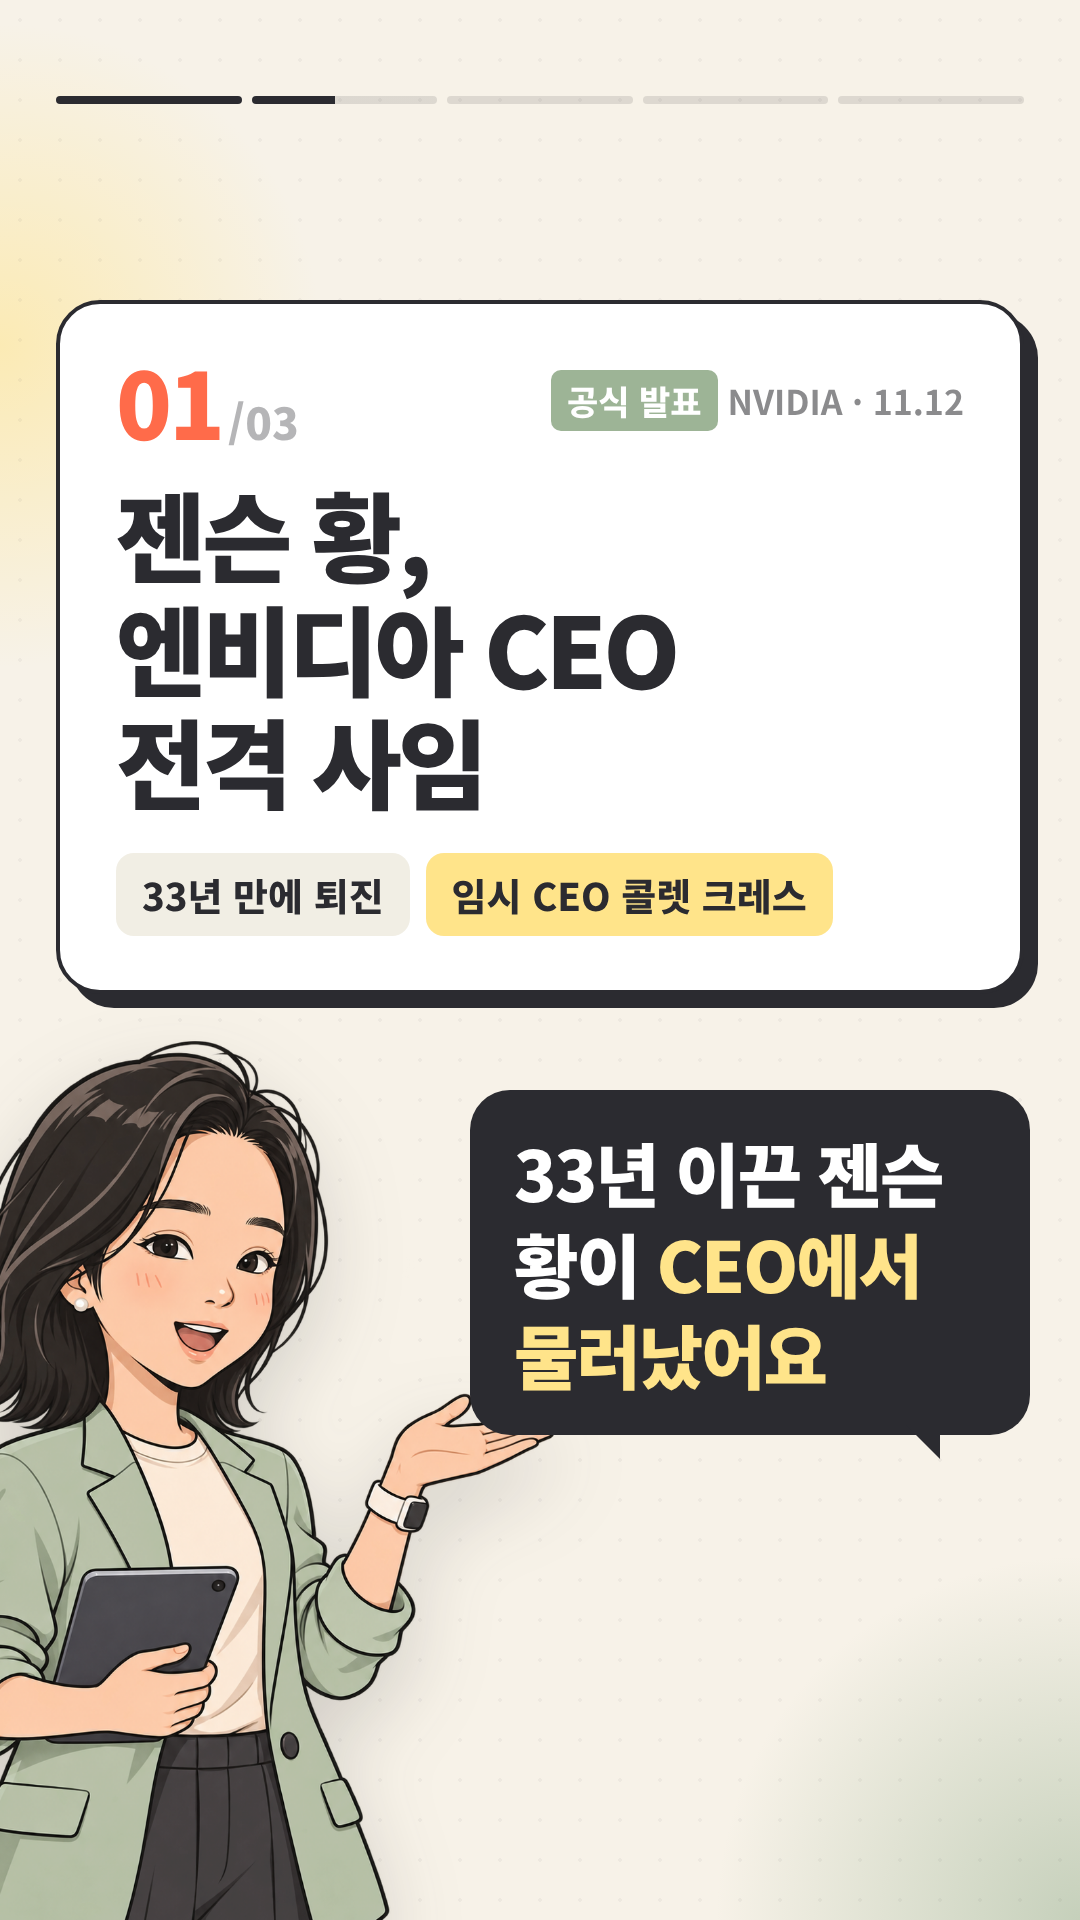 01/03
공식 발표 NVIDIA · 11.12
젠슨 황,
엔비디아 CEO
전격 사임
33년 만에 퇴진
임시 CEO 콜렛 크레스
33년 이끈 젠슨
황이 CEO에서
물러났어요